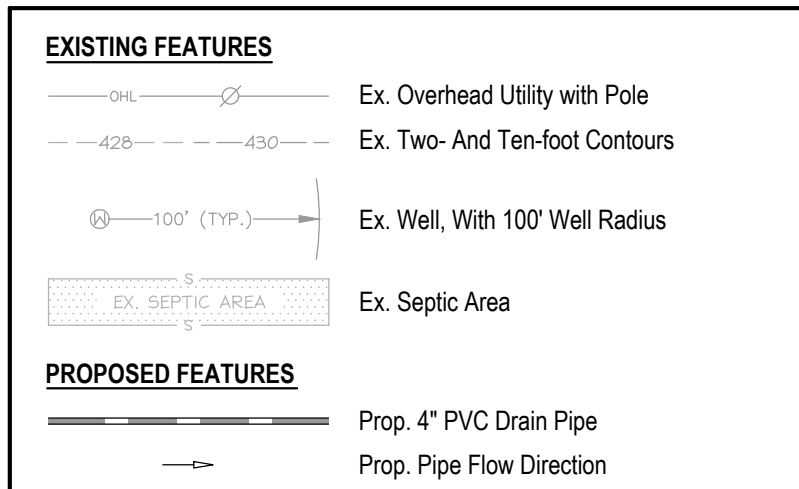 EXISTING FEATURES
OHL Ex. Overhead Utility with Pole
428 430 Ex. Two- And Ten-foot Contours
W 100' (TYP.) Ex. Well, With 100' Well Radius
S
EX. SEPTIC AREA Ex. Septic Area
S
PROPOSED FEATURES
Prop. 4" PVC Drain Pipe
Prop. Pipe Flow Direction